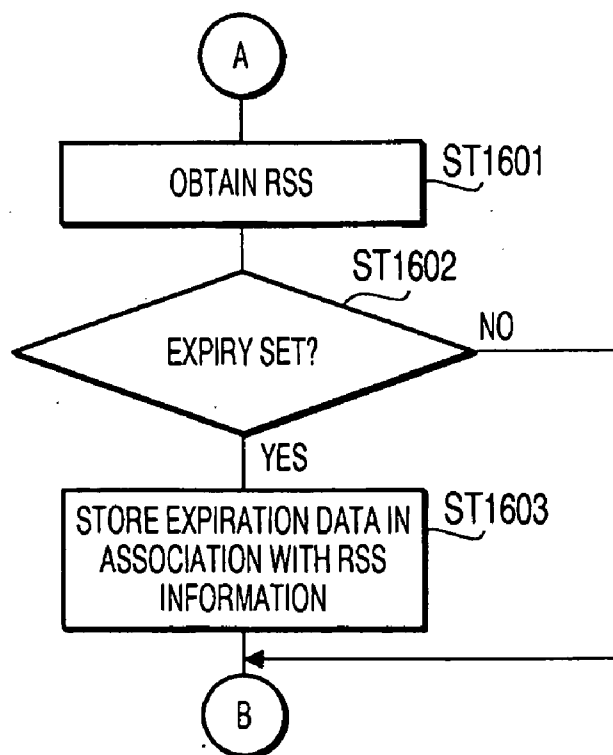 A
OBTAIN RSS
ST1601
ST1602
EXPIRY SET?
NO
YES
STORE EXPIRATION DATA IN
ASSOCIATION WITH RSS
INFORMATION
ST1603
B